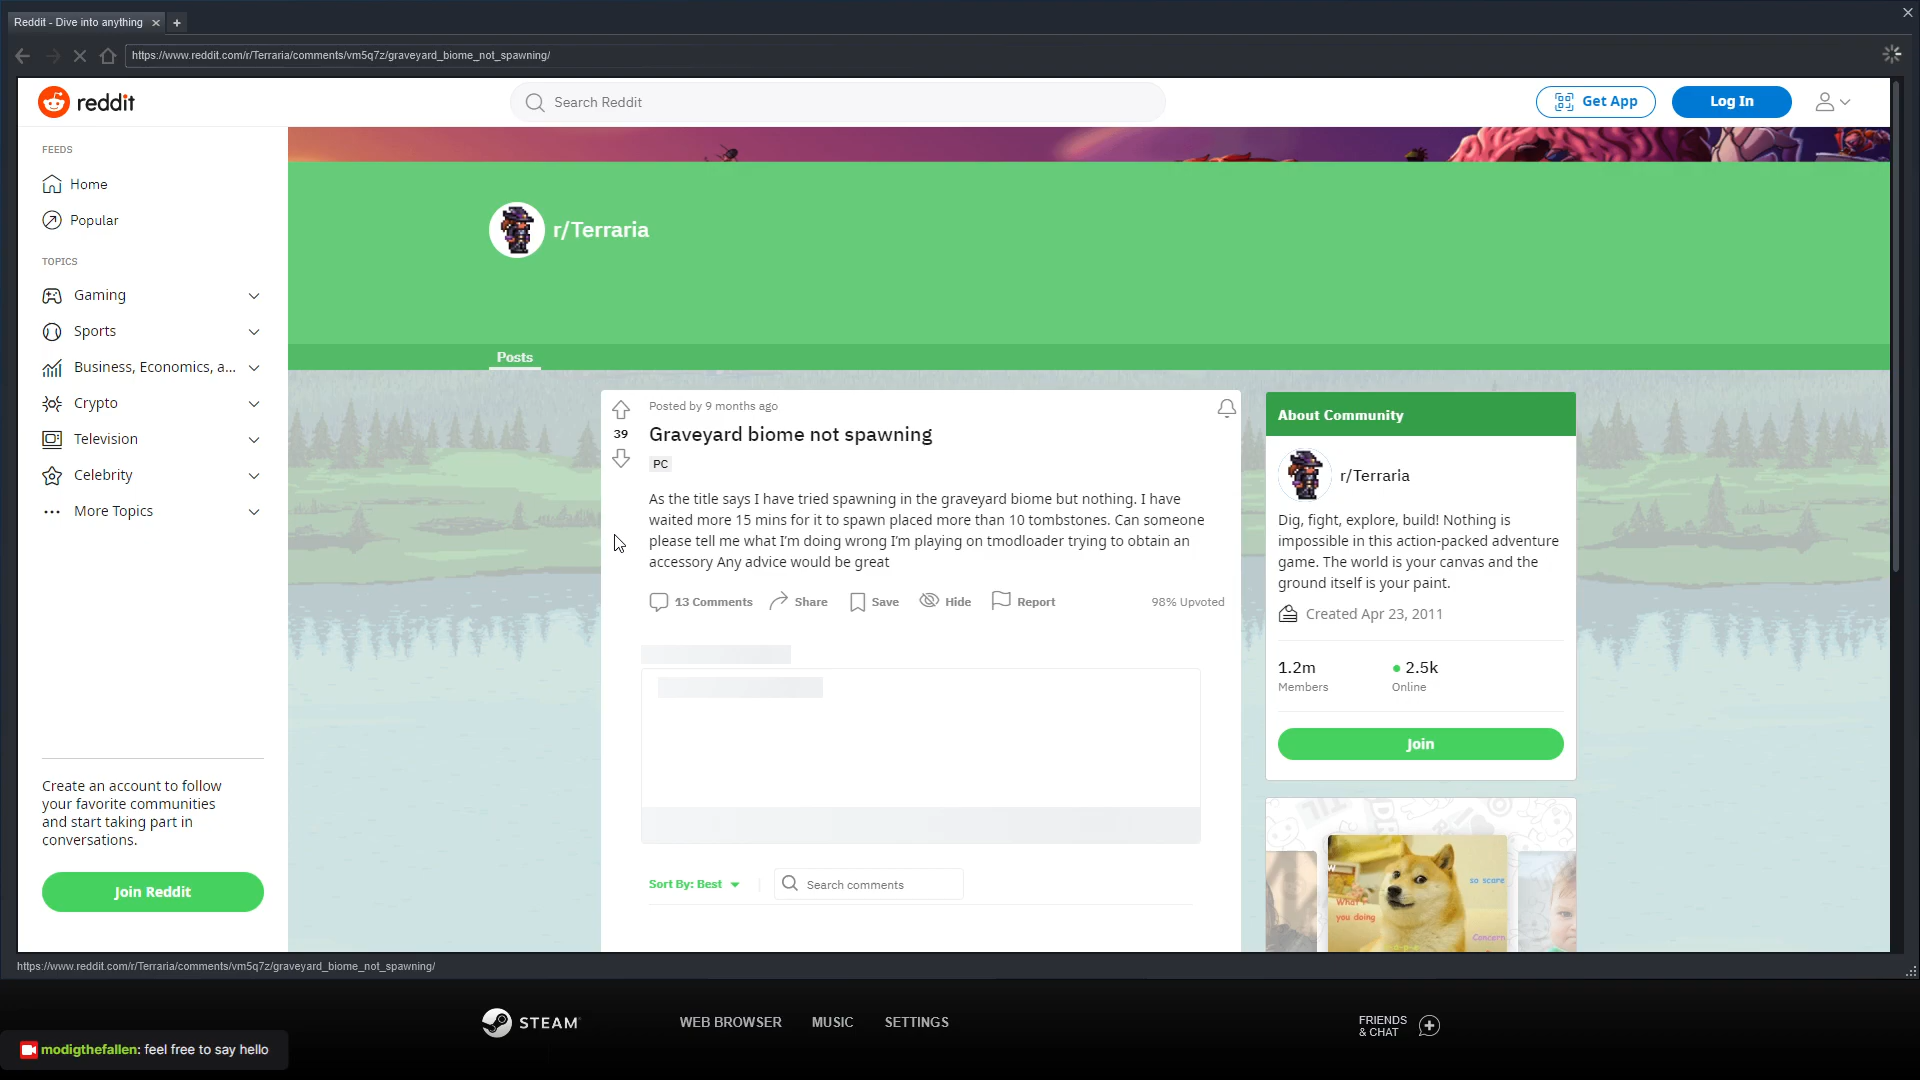 Reddit - Dive into anything
https://www.reddit.com/r/Terraria/comments/vm5q7z/graveyard_biome_not_spawning/
reddit
Search Reddit
Get App
Log In
FEEDS
Home
Popular
TOPICS
Gaming
Sports
Business, Economics, a...
Crypto
Television
Celebrity
More Topics
Create an account to follow
your favorite communities
and start taking part in
conversations.
Join Reddit
r/Terraria
Posts
Posted by 9 months ago
39
Graveyard biome not spawning
PC
As the title says I have tried spawning in the graveyard biome but nothing. I have
waited more 15 mins for it to spawn placed more than 10 tombstones. Can someone
please tell me what I'm doing wrong I'm playing on tmodloader trying to obtain an
accessory Any advice would be great
13 Comments
Share
Save
Hide
Report
98% Upvoted
Sort By: Best
Search comments
About Community
r/Terraria
Dig, fight, explore, build! Nothing is
impossible in this action-packed adventure
game. The world is your canvas and the
ground itself is your paint.
Created Apr 23, 2011
1.2m
Members
2.5k
Online
Join
so scare
What
you doing
Concern
https://www.reddit.com/r/Terraria/comments/vm5q7z/graveyard_biome_not_spawning/
STEAM
WEB BROWSER
MUSIC
SETTINGS
FRIENDS
& CHAT
modigthefallen: feel free to say hello